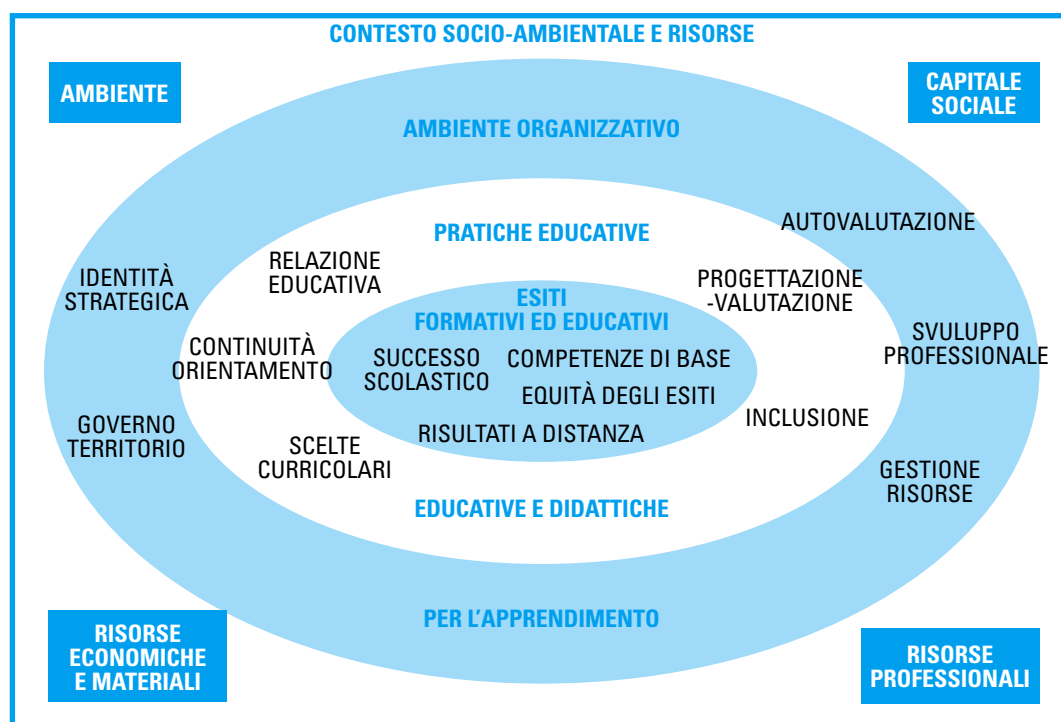 CONTESTO SOCIO-AMBIENTALE E RISORSE
AMBIENTE
CAPITALE
SOCIALE
AMBIENTE ORGANIZZATIVO
AUTOVALUTAZIONE
PRATICHE EDUCATIVE
RELAZIONE
EDUCATIVA
IDENTITÀ
STRATEGICA
PROGETTAZIONE
-VALUTAZIONE
ESITI
FORMATIVI ED EDUCATIVI
CONTINUITÀ
ORIENTAMENTO
SUCCESSO
SCOLASTICO
COMPETENZE DI BASE
SVULUPPO
PROFESSIONALE
EQUITÀ DEGLI ESITI
INCLUSIONE
GOVERNO
TERRITORIO
RISULTATI A DISTANZA
SCELTE
CURRICOLARI
GESTIONE
RISORSE
EDUCATIVE E DIDATTICHE
PER L'APPRENDIMENTO
RISORSE
ECONOMICHE
E MATERIALI
RISORSE
PROFESSIONALI